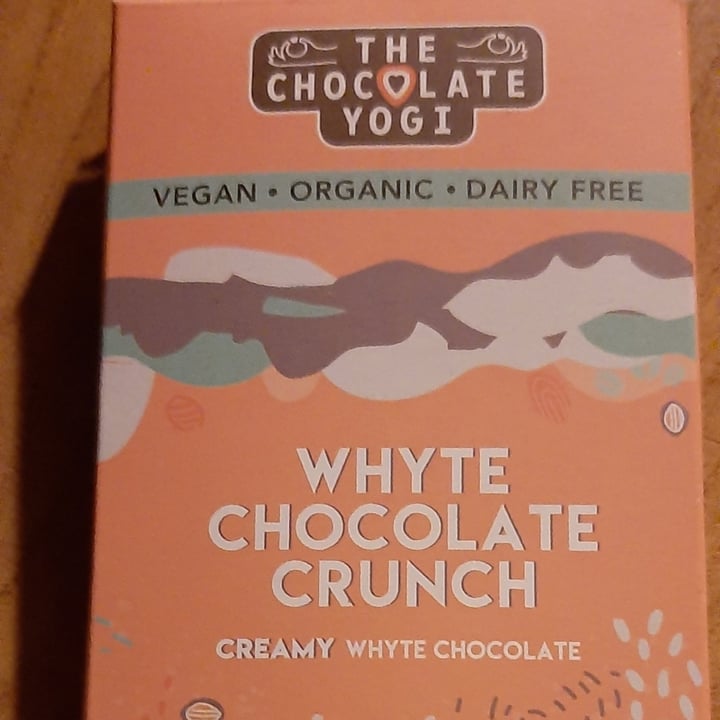 THE
CHOCOLATE
YOGI
VEGAN • ORGANIC • DAIRY FREE
WHYTE
CHOCOLATE
CRUNCH
CREAMY WHYTE CHOCOLATE